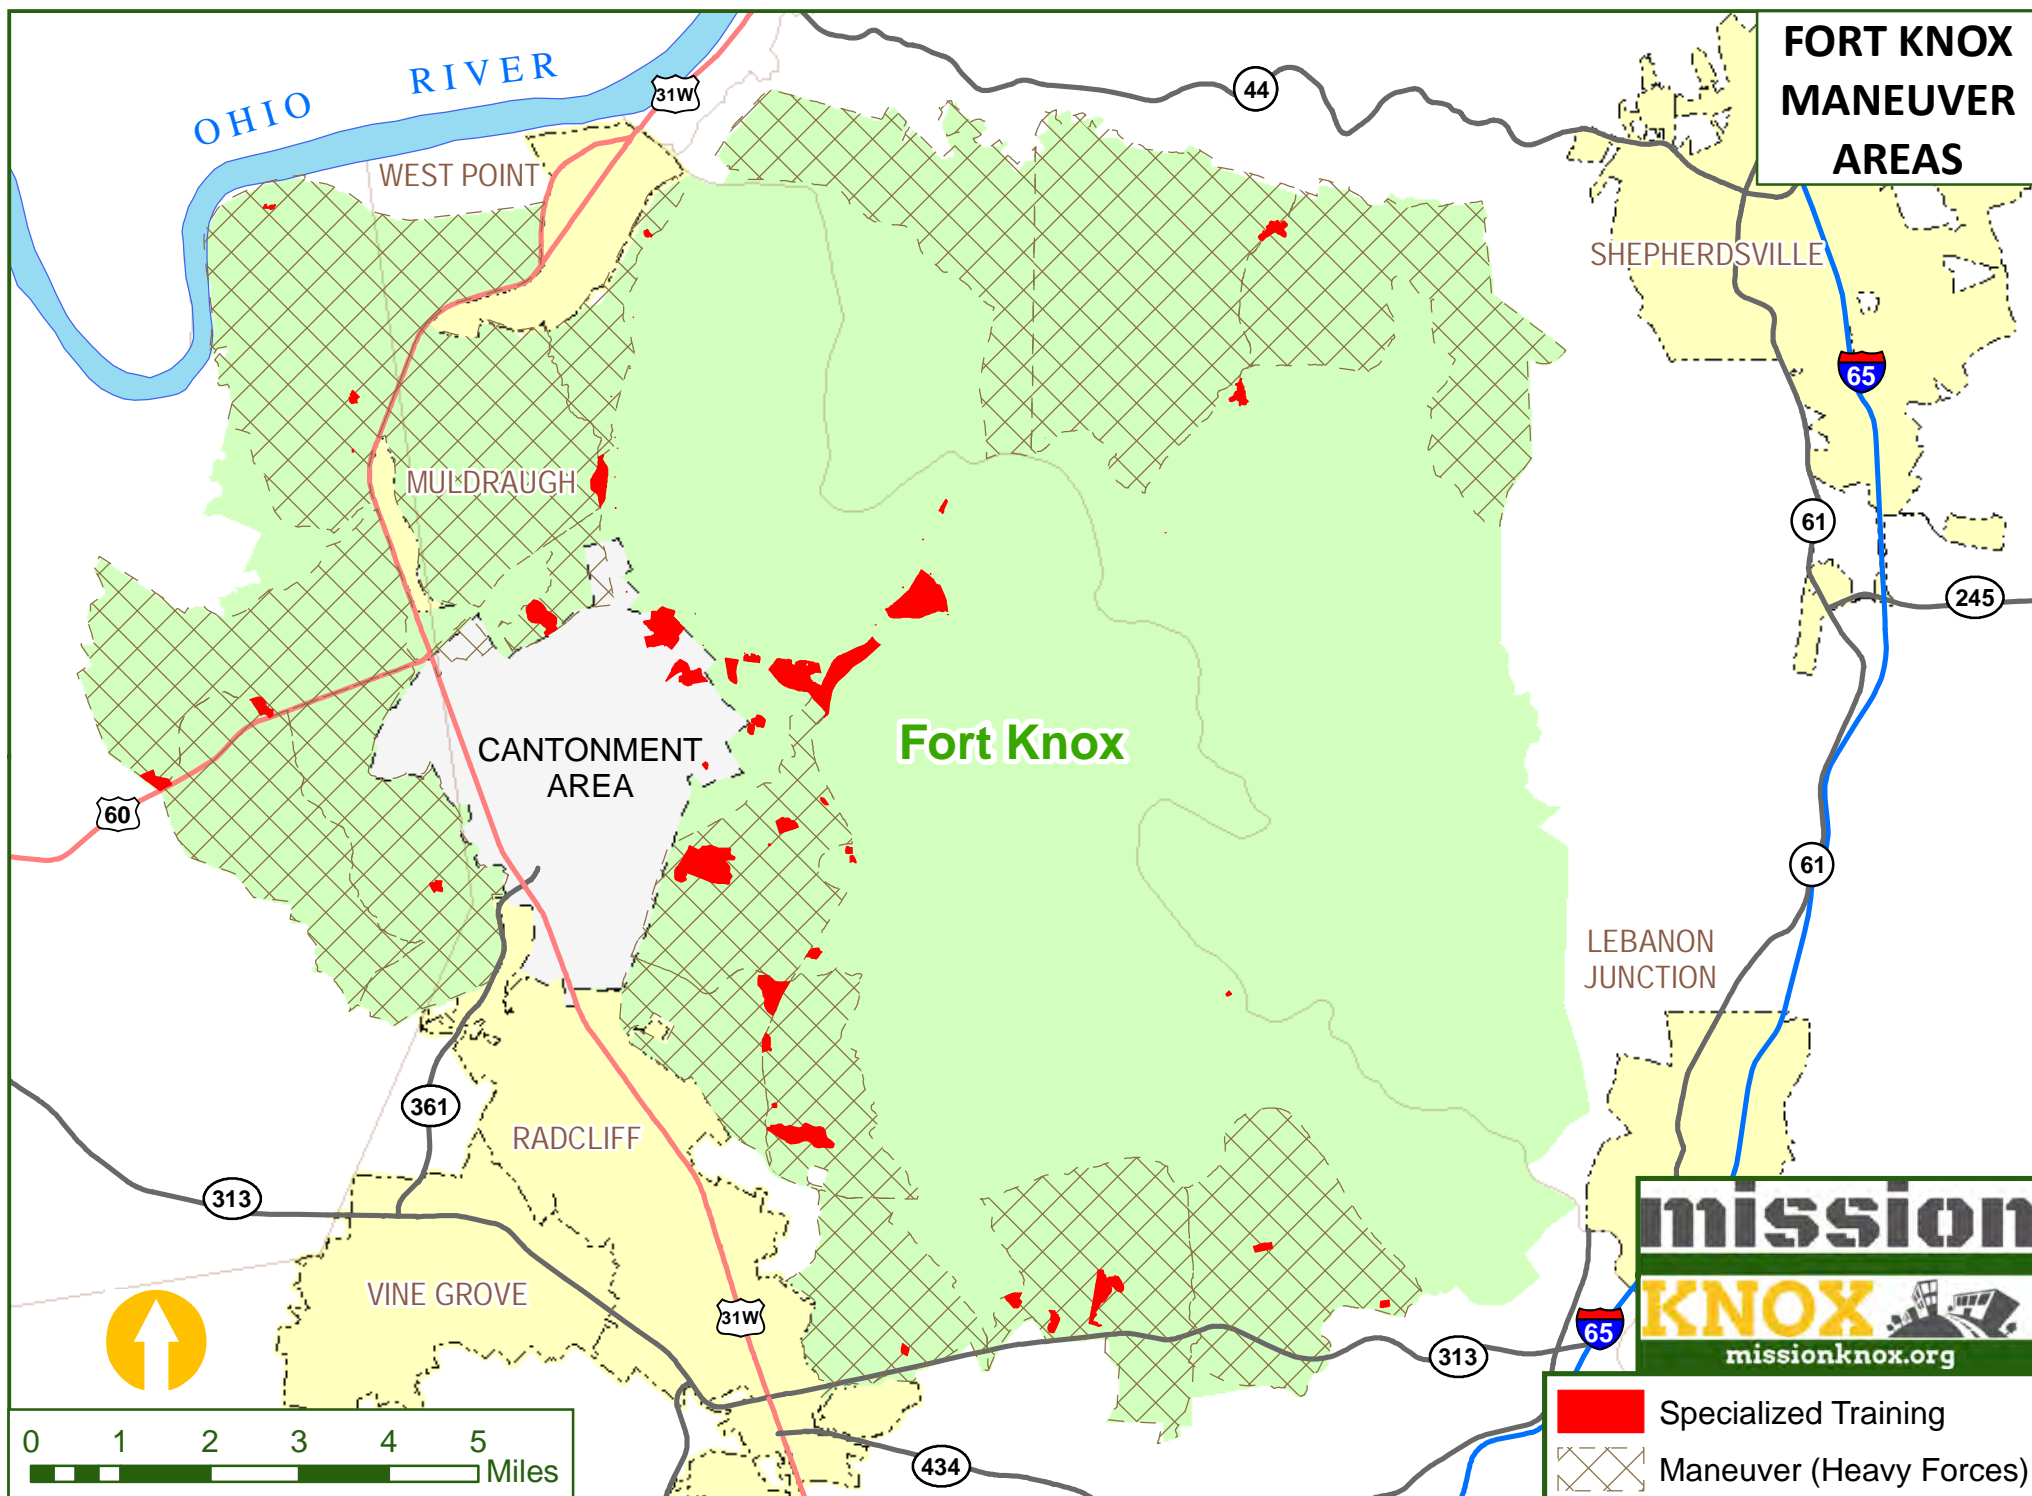 FORT KNOX
MANEUVER
AREAS
OHIO RIVER
31W
44
WEST POINT
SHEPHERDSVILLE
65
MULDRAUGH
61
245
Fort Knox
CANTONMENT
AREA
60
61
LEBANON
JUNCTION
361
RADCLIFF
313
VINE GROVE
31W
65
313
434
mission
KNOX
missionknox.org
0 1 2 3 4 5
Miles
Specialized Training
Maneuver (Heavy Forces)